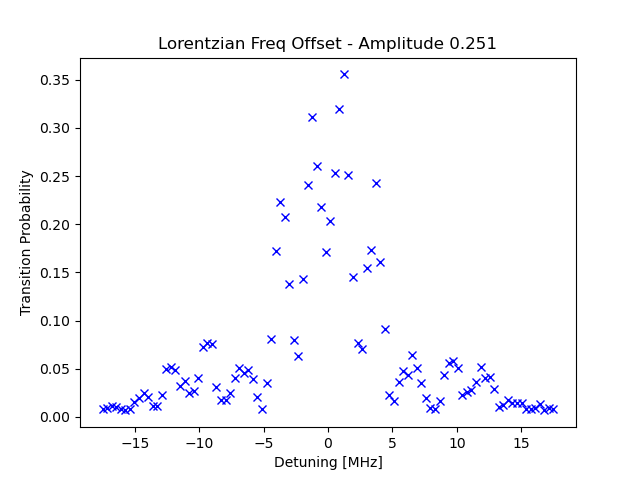 Lorentzian Freq Offset - Amplitude 0.251
Transition Probability
0.35
0.30
0.25
0.20
0.15
0.10
0.05
0.00
−15 −10 −5 0 5 10 15
Detuning [MHz]